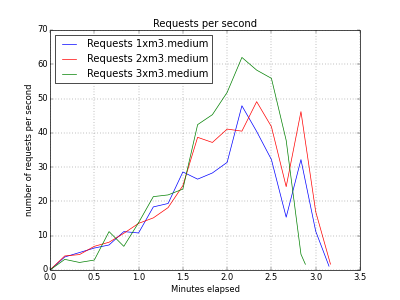 Requests per second
70
60
50
40
30
20
10
0
number of requests per second
Requests 1xm3.medium
Requests 2xm3.medium
Requests 3xm3.medium
0.0 0.5 1.0 1.5 2.0 2.5 3.0 3.5
Minutes elapsed